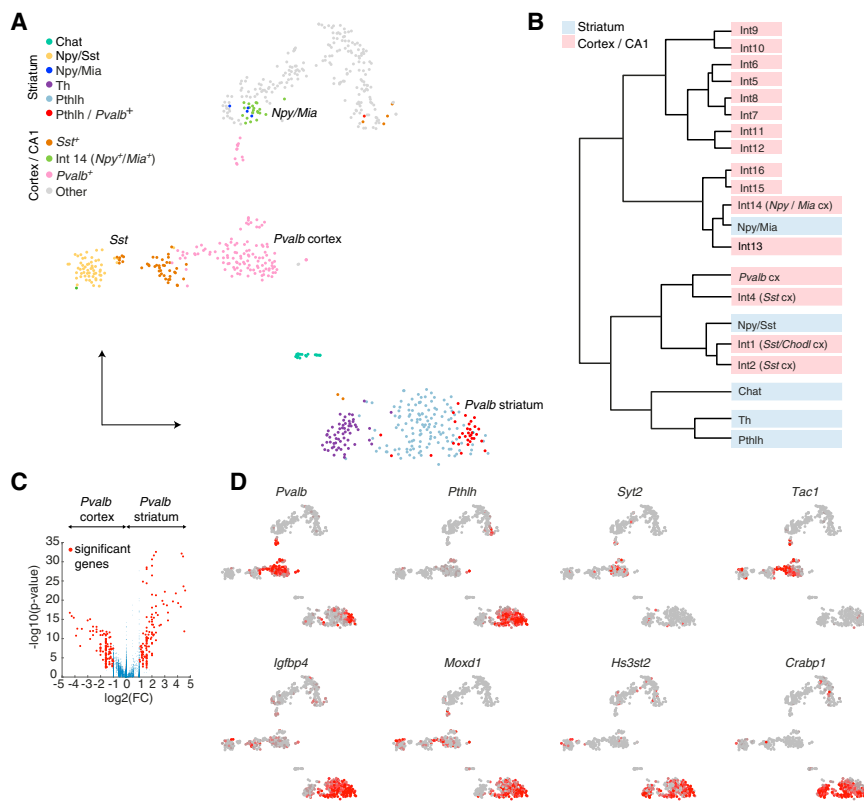 A
Striatum
Chat
Npy/Sst
Npy/Mia
Th
Pthlh
Pthlh / Pvalb+
Cortex / CA1
Sst+
Int 14 (Npy+/Mia+)
Pvalb+
Other
Npy/Mia
Sst
Pvalb cortex
Pvalb striatum
B
Striatum
Cortex / CA1
Int9
Int10
Int6
Int5
Int8
Int7
Int11
Int12
Int16
Int15
Int14 (Npy / Mia cx)
Npy/Mia
Int13
Pvalb cx
Int4 (Sst cx)
Npy/Sst
Int1 (Sst/Chodl cx)
Int2 (Sst cx)
Chat
Th
Pthlh
C
Pvalb cortex
Pvalb striatum
significant genes
-log10(p-value)
35
30
25
20
15
10
5
0
-5 -4 -3 -2 -1 0 1 2 3 4 5
log2(FC)
D
Pvalb
Pthlh
Syt2
Tac1
Igfbp4
Moxd1
Hs3st2
Crabp1